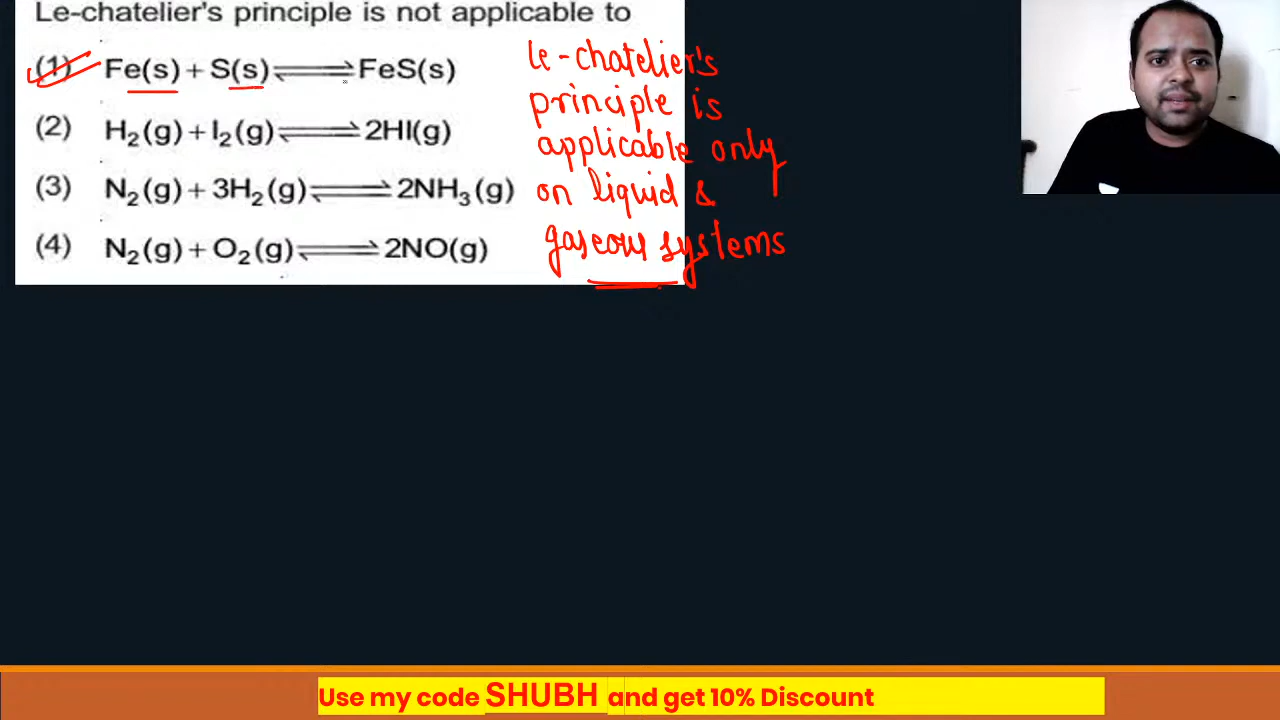 Le-chatelier's principle is not applicable to
(1) Fe(s) + S(s) ⇌ FeS(s)
(2) H₂(g) + I₂(g) ⇌ 2HI(g)
(3) N₂(g) + 3H₂(g) ⇌ 2NH₃(g)
(4) N₂(g) + O₂(g) ⇌ 2NO(g)
le-chatelier's
principle is
applicable only
on liquid &
gaseous systems
Use my code SHUBH and get 10% Discount